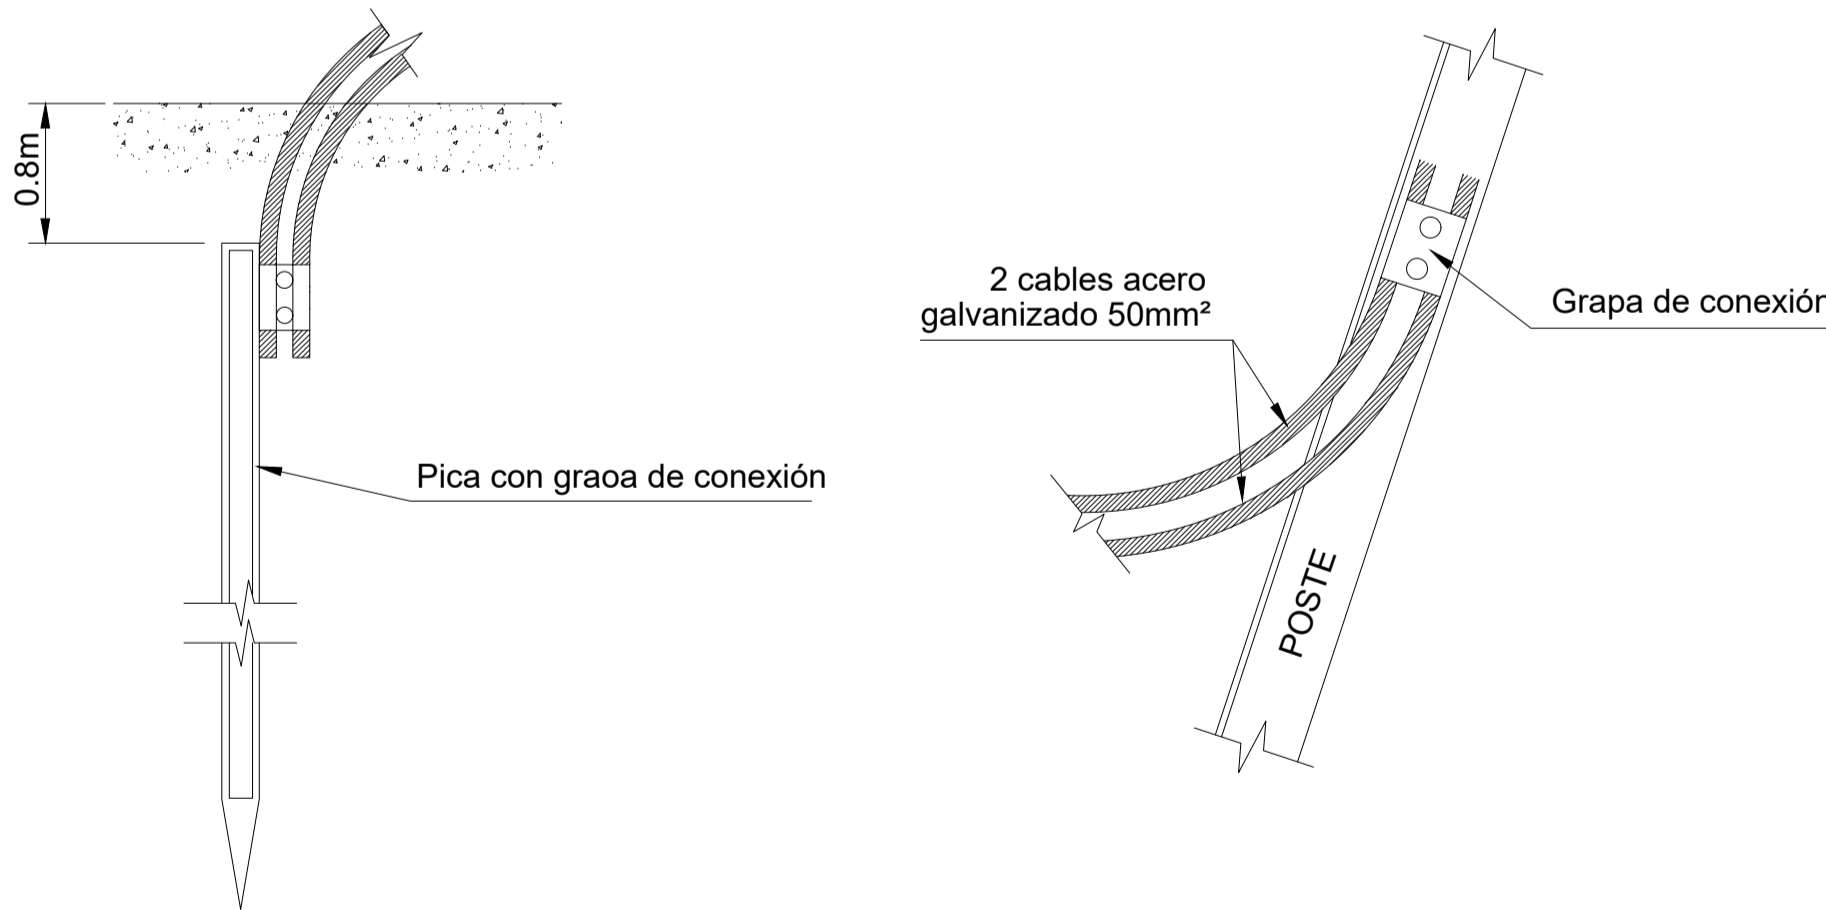 0.8m
Pica con graoa de conexión
2 cables acero
galvanizado 50mm²
Grapa de conexión
POSTE